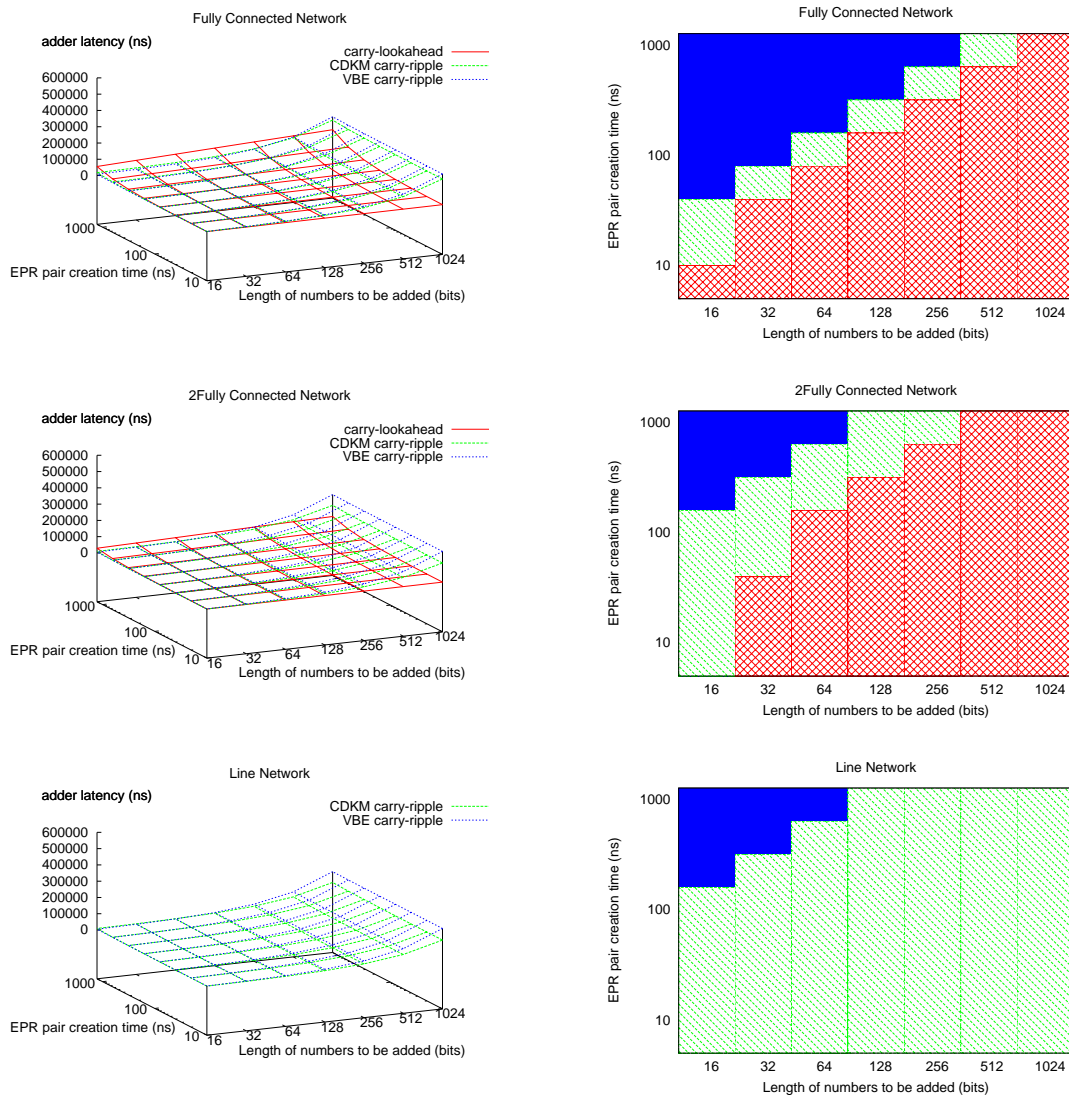 Fully Connected Network
adder latency (ns)
carry-lookahead
CDKM carry-ripple
VBE carry-ripple
600000
500000
400000
300000
200000
100000
0
1000
100
10
EPR pair creation time (ns)
16
32
64
128
256
512
1024
Length of numbers to be added (bits)
Fully Connected Network
1000
100
10
EPR pair creation time (ns)
16 32 64 128 256 512 1024
Length of numbers to be added (bits)
2Fully Connected Network
adder latency (ns)
carry-lookahead
CDKM carry-ripple
VBE carry-ripple
600000
500000
400000
300000
200000
100000
0
1000
100
10
EPR pair creation time (ns)
16
32
64
128
256
512
1024
Length of numbers to be added (bits)
2Fully Connected Network
1000
100
10
EPR pair creation time (ns)
16 32 64 128 256 512 1024
Length of numbers to be added (bits)
Line Network
adder latency (ns)
CDKM carry-ripple
VBE carry-ripple
600000
500000
400000
300000
200000
100000
0
1000
100
10
EPR pair creation time (ns)
16
32
64
128
256
512
1024
Length of numbers to be added (bits)
Line Network
1000
100
10
EPR pair creation time (ns)
16 32 64 128 256 512 1024
Length of numbers to be added (bits)